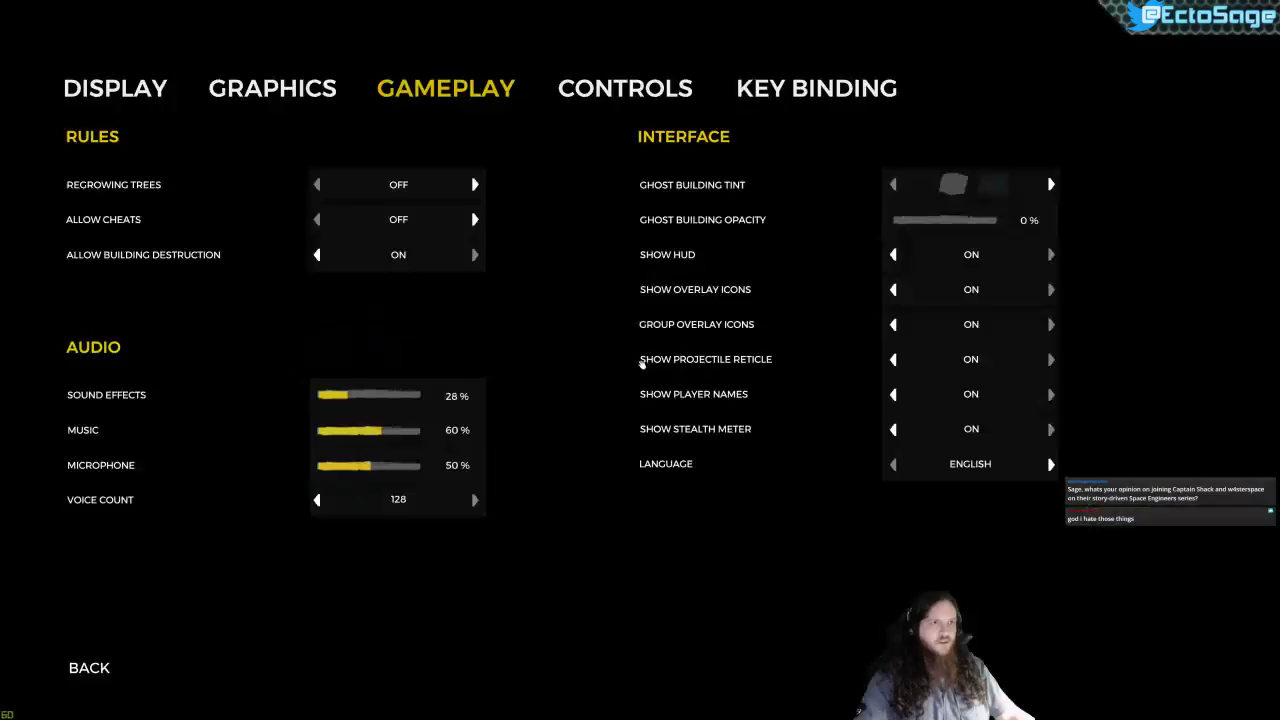 @EctoSage
DISPLAY GRAPHICS GAMEPLAY CONTROLS KEY BINDING
RULES
REGROWING TREES OFF
ALLOW CHEATS OFF
ALLOW BUILDING DESTRUCTION ON
AUDIO
SOUND EFFECTS 28 %
MUSIC 60 %
MICROPHONE 50 %
VOICE COUNT 128
INTERFACE
GHOST BUILDING TINT
GHOST BUILDING OPACITY 0 %
SHOW HUD ON
SHOW OVERLAY ICONS ON
GROUP OVERLAY ICONS ON
SHOW PROJECTILE RETICLE ON
SHOW PLAYER NAMES ON
SHOW STEALTH METER ON
LANGUAGE ENGLISH
Sage, whats your opinion on joining Captain Shack and w4sterspace
on their story-driven Space Engineers series?
god i hate those things
BACK
60